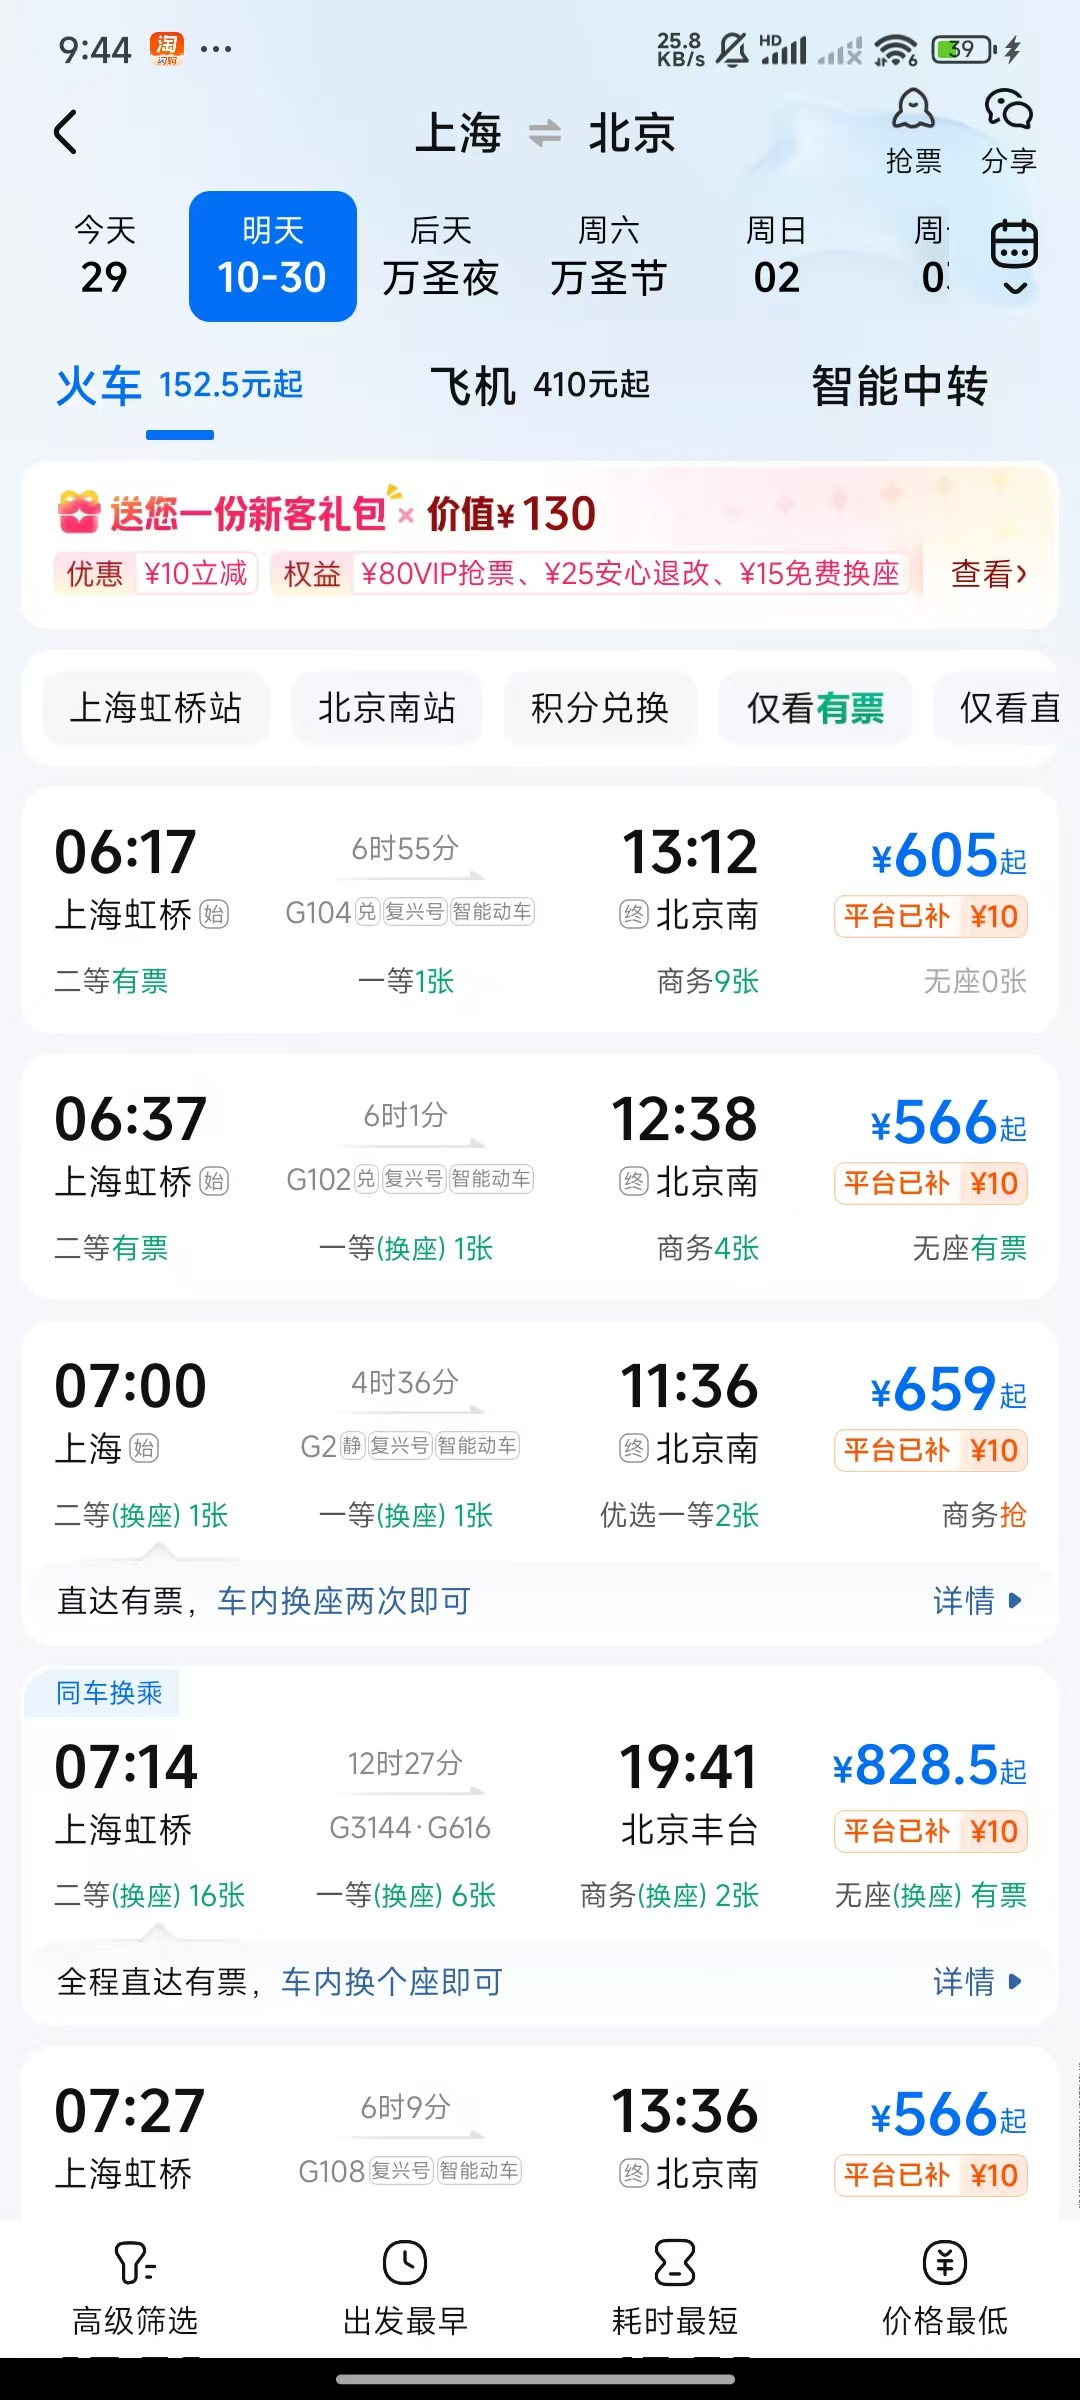 9:44 淘 闪购 ... 25.8 KB/s HD 6 39
上海 北京
抢票 分享
今天 明天 后天 周六 周日 周
29 10-30 万圣夜 万圣节 02 0
火车 152.5元起 飞机 410元起 智能中转
送您一份新客礼包 × 价值¥130
优惠 ¥10立减 权益 ¥80VIP抢票、¥25安心退改、¥15免费换座 查看›
上海虹桥站 北京南站 积分兑换 仅看有票 仅看直
06:17 6时55分 13:12 ¥605起
上海虹桥 始 G104 兑 复兴号 智能动车 终 北京南 平台已补 ¥10
二等有票 一等1张 商务9张 无座0张
06:37 6时1分 12:38 ¥566起
上海虹桥 始 G102 兑 复兴号 智能动车 终 北京南 平台已补 ¥10
二等有票 一等(换座) 1张 商务4张 无座有票
07:00 4时36分 11:36 ¥659起
上海 始 G2 静 复兴号 智能动车 终 北京南 平台已补 ¥10
二等(换座) 1张 一等(换座) 1张 优选一等2张 商务抢
直达有票，车内换座两次即可 详情
同车换乘
07:14 12时27分 19:41 ¥828.5起
上海虹桥 G3144·G616 北京丰台 平台已补 ¥10
二等(换座) 16张 一等(换座) 6张 商务(换座) 2张 无座(换座) 有票
全程直达有票，车内换个座即可 详情
07:27 6时9分 13:36 ¥566起
上海虹桥 G108 复兴号 智能动车 终 北京南 平台已补 ¥10
高级筛选 出发最早 耗时最短 价格最低